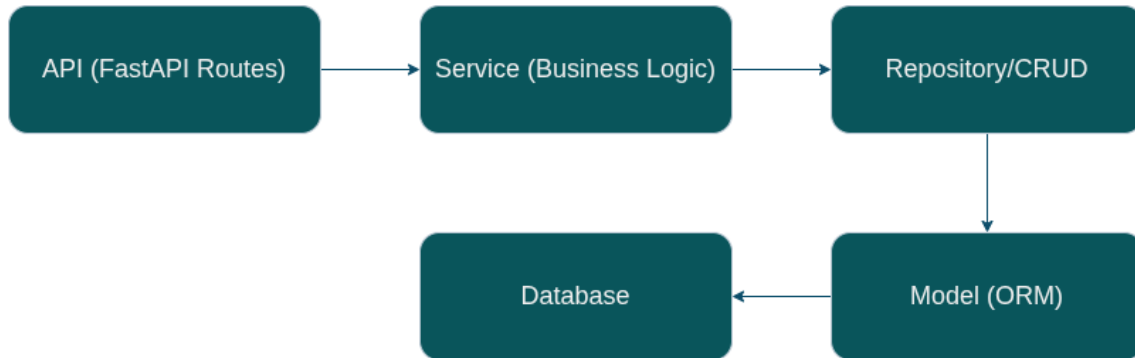 API (FastAPI Routes)
Service (Business Logic)
Repository/CRUD
Database
Model (ORM)